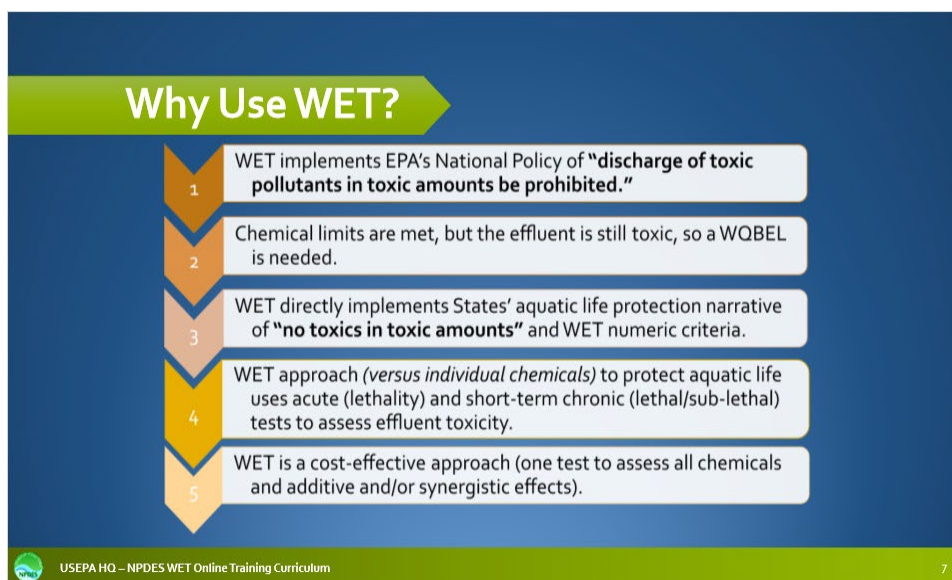 Why Use WET?
1
WET implements EPA's National Policy of "discharge of toxic
pollutants in toxic amounts be prohibited."
2
Chemical limits are met, but the effluent is still toxic, so a WQBEL
is needed.
3
WET directly implements States' aquatic life protection narrative
of "no toxics in toxic amounts" and WET numeric criteria.
4
WET approach (versus individual chemicals) to protect aquatic life
uses acute (lethality) and short-term chronic (lethal/sub-lethal)
tests to assess effluent toxicity.
5
WET is a cost-effective approach (one test to assess all chemicals
and additive and/or synergistic effects).
NPDES
USEPA HQ – NPDES WET Online Training Curriculum
7